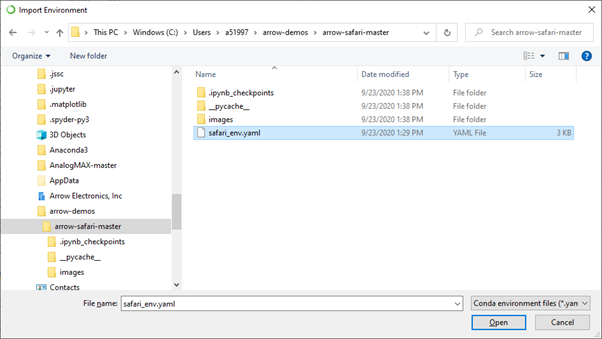 Import Environment
This PC > Windows (C:) > Users > a51997 > arrow-demos > arrow-safari-master
Search arrow-safari-master
Organize New folder
Name Date modified Type Size
.ipynb_checkpoints 9/23/2020 1:38 PM File folder
__pycache__ 9/23/2020 1:38 PM File folder
images 9/23/2020 1:38 PM File folder
safari_env.yaml 9/23/2020 1:29 PM YAML File 3 KB
.jssc
.jupyter
.matplotlib
.spyder-py3
3D Objects
Anaconda3
AnalogMAX-master
AppData
Arrow Electronics, Inc
arrow-demos
arrow-safari-master
.ipynb_checkpoints
__pycache__
images
Contacts
File name: safari_env.yaml
Conda environment files (*.yan
Open Cancel